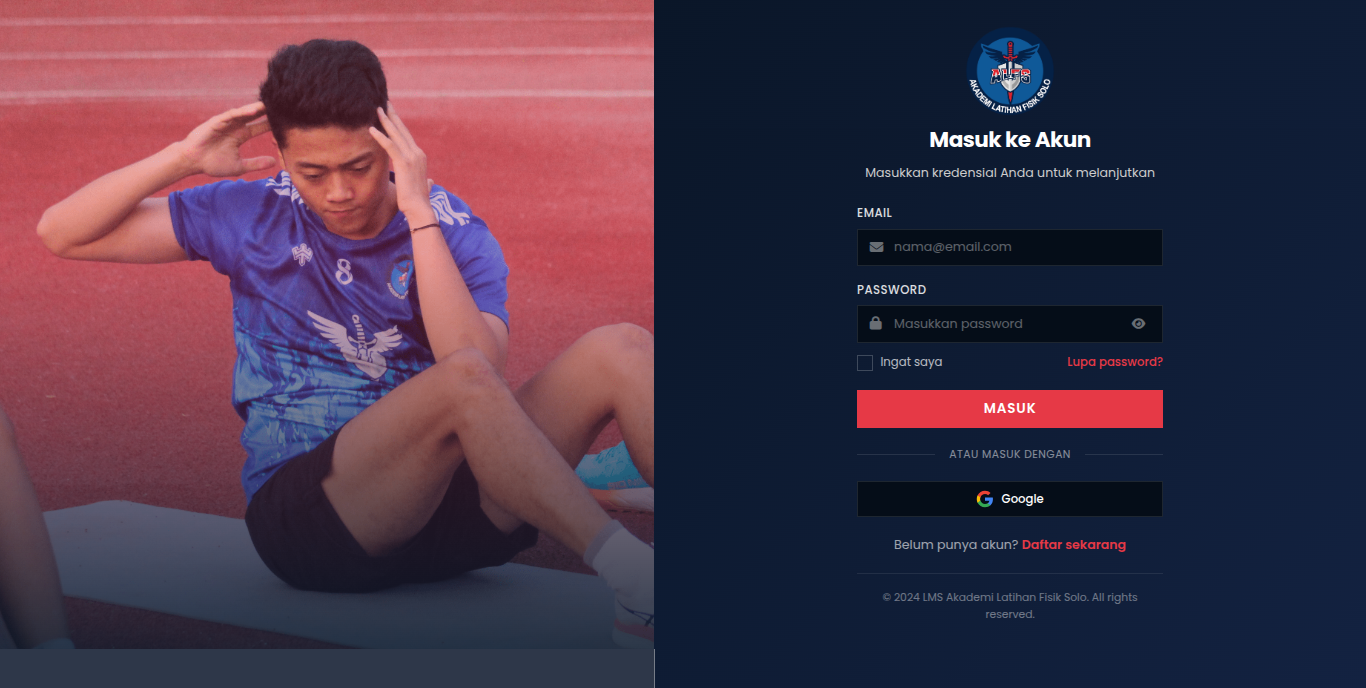 8
ALFS
AKADEMI LATIHAN FISIK SOLO
Masuk ke Akun
Masukkan kredensial Anda untuk melanjutkan
EMAIL
nama@email.com
PASSWORD
Masukkan password
Ingat saya
Lupa password?
MASUK
ATAU MASUK DENGAN
Google
Belum punya akun? Daftar sekarang
© 2024 LMS Akademi Latihan Fisik Solo. All rights
reserved.